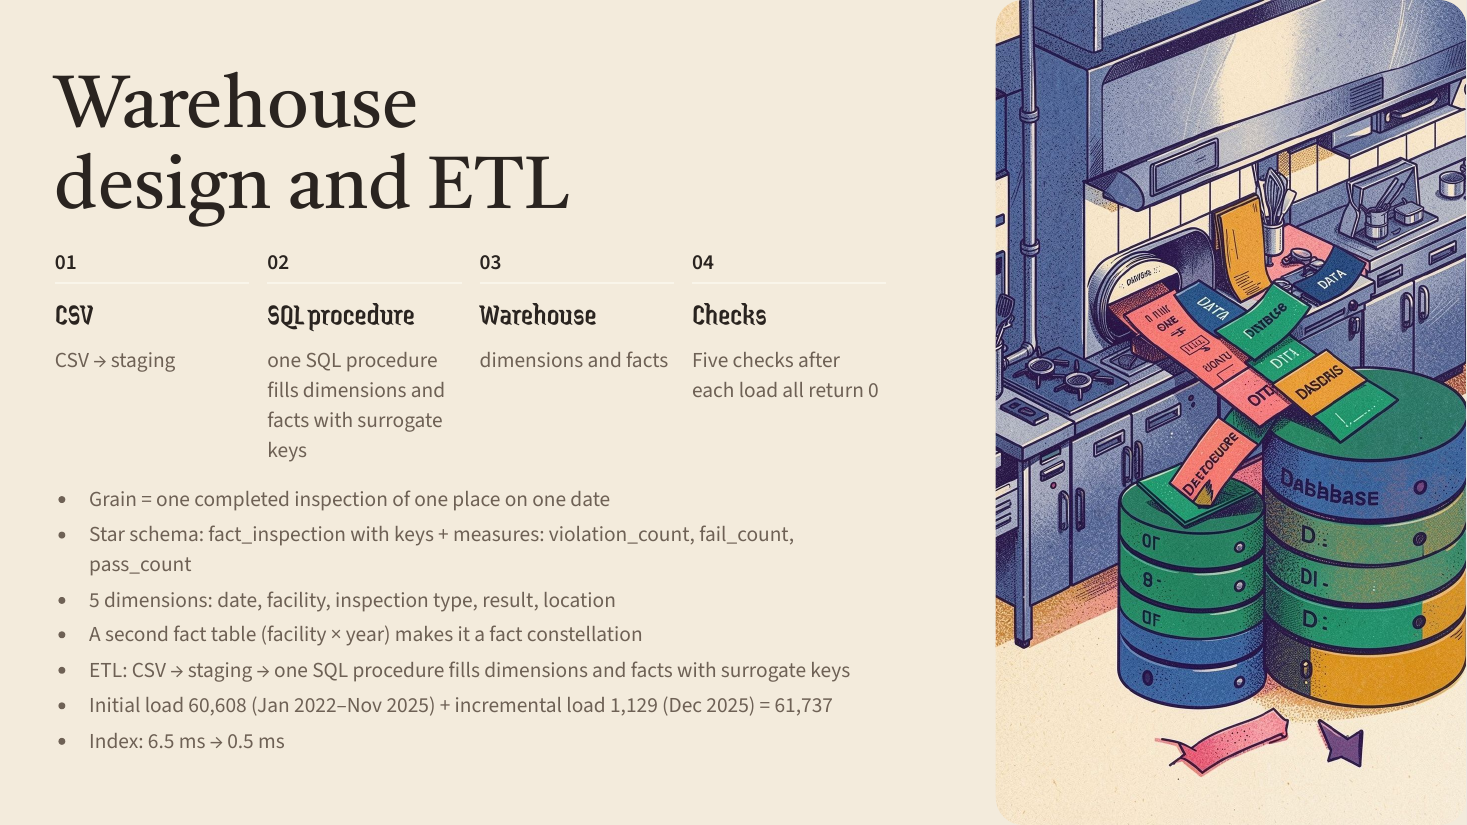 Warehouse
design and ETL
01
02
03
04
CSV
SQL procedure
Warehouse
Checks
CSV → staging
one SQL procedure
fills dimensions and
facts with surrogate
keys
dimensions and facts
Five checks after
each load all return 0
• Grain = one completed inspection of one place on one date
• Star schema: fact_inspection with keys + measures: violation_count, fail_count,
pass_count
• 5 dimensions: date, facility, inspection type, result, location
• A second fact table (facility × year) makes it a fact constellation
• ETL: CSV → staging → one SQL procedure fills dimensions and facts with surrogate keys
• Initial load 60,608 (Jan 2022–Nov 2025) + incremental load 1,129 (Dec 2025) = 61,737
• Index: 6.5 ms → 0.5 ms
DATA
DATA